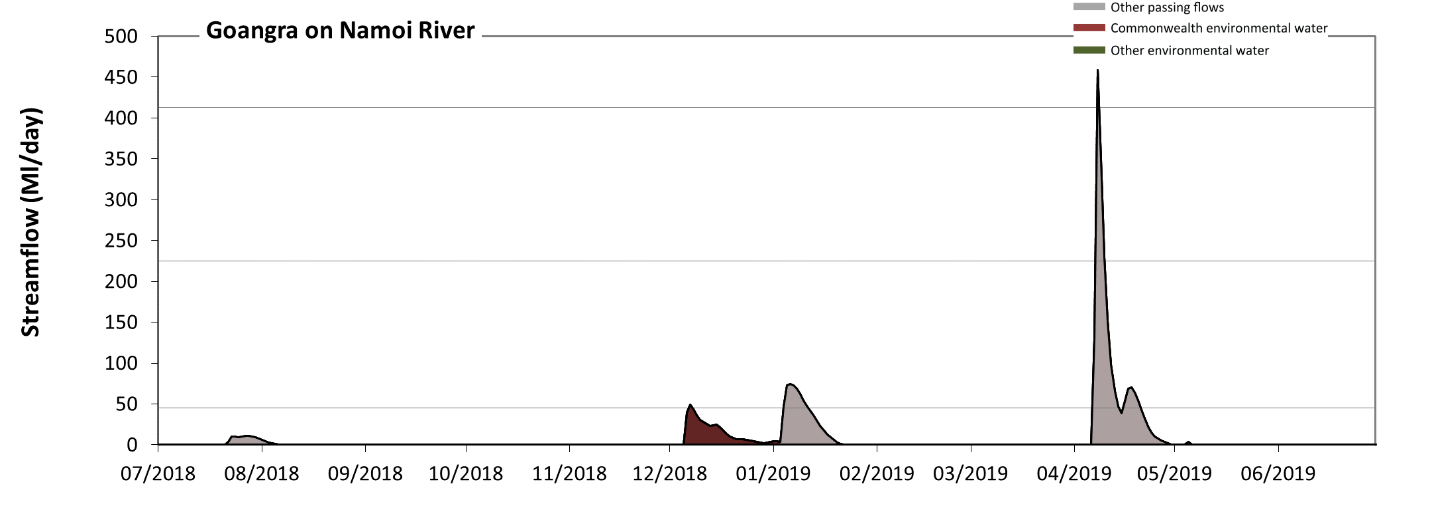 Other passing flows
Goangra on Namoi River
Commonwealth environmental water
Other environmental water
Streamflow (Ml/day)
500
450
400
350
300
250
200
150
100
50
0
07/2018 08/2018 09/2018 10/2018 11/2018 12/2018 01/2019 02/2019 03/2019 04/2019 05/2019 06/2019